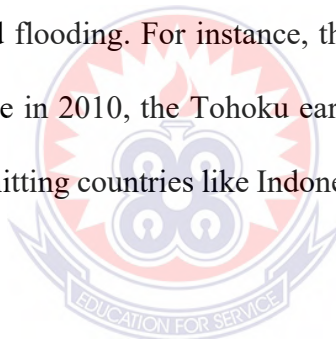 d flooding. For instance, th
e in 2010, the Tohoku ear
itting countries like Indone
EDUCATION FOR SERVICE